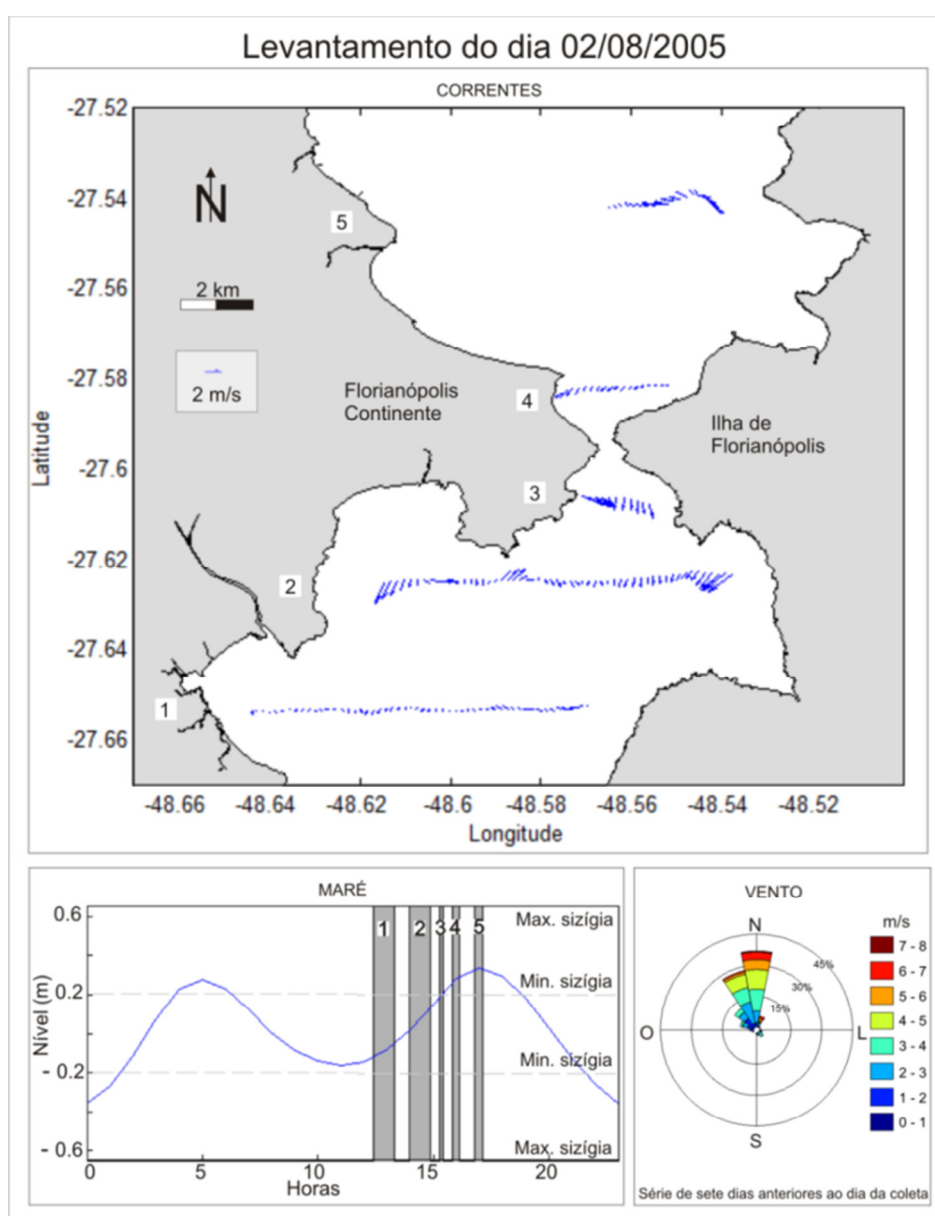 Levantamento do dia 02/08/2005
CORRENTES
-27.52
-27.54
-27.56
-27.58
-27.6
-27.62
-27.64
-27.66
Latitude
N
2 km
2 m/s
5
Florianópolis
Continente
4
Ilha de
Florianópolis
3
2
1
-48.66 -48.64 -48.62 -48.6 -48.58 -48.56 -48.54 -48.52
Longitude
MARÉ
0.6
0.2
- 0.2
- 0.6
Nível (m)
1 2 3 4 5
Max. sizígia
Min. sizígia
Min. sizígia
Max. sizígia
0 5 10 15 20
Horas
VENTO
N
O
L
S
45%
30%
15%
m/s
7 - 8
6 - 7
5 - 6
4 - 5
3 - 4
2 - 3
1 - 2
0 - 1
Série de sete dias anteriores ao dia da coleta